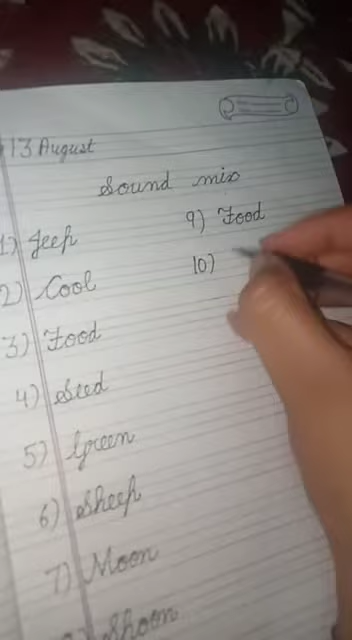 13 August
Sound mix
1) Jeep
2) Cool
3) Food
4) Seed
5) Green
6) Sheep
7) Moon
Shoon
9) Food
10)